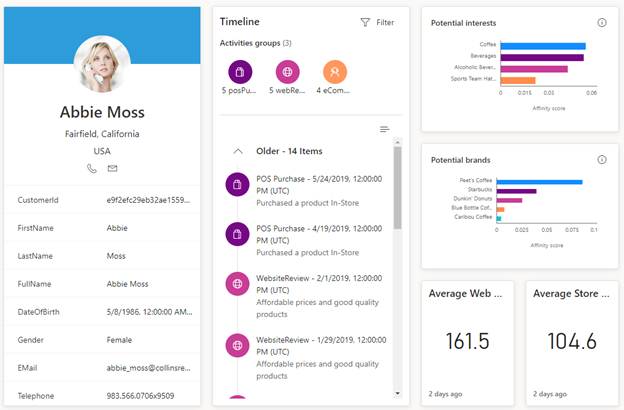 Abbie Moss
Fairfield, California
USA
CustomerId e9f2efc29eb32ae1559...
FirstName Abbie
LastName Moss
FullName Abbie Moss
DateOfBirth 5/8/1986, 12:00:00 AM...
Gender Female
EMail abbie_moss@collinsre...
Telephone 983.566.0706x9509
Timeline
Filter
Activities groups (3)
5 posPu... 5 webRe... 4 eCom...
Older - 14 Items
POS Purchase - 5/24/2019, 12:00:00
PM (UTC)
Purchased a product In-Store
POS Purchase - 4/19/2019, 12:00:00
PM (UTC)
Purchased a product In-Store
WebsiteReview - 2/1/2019, 12:00:00
PM (UTC)
Affordable prices and good quality
products
WebsiteReview - 1/29/2019, 12:00:00
PM (UTC)
Affordable prices and good quality
products
Potential interests
Coffee
Beverages
Alcoholic Bever...
Sports Team Hat...
0 0.015 0.03 0.06
Affinity score
Potential brands
Peet's Coffee
Starbucks
Dunkin' Donuts
Blue Bottle Cof...
Caribou Coffee
0 0.025 0.05 0.075 0.1
Affinity score
Average Web ...
161.5
2 days ago
Average Store ...
104.6
2 days ago